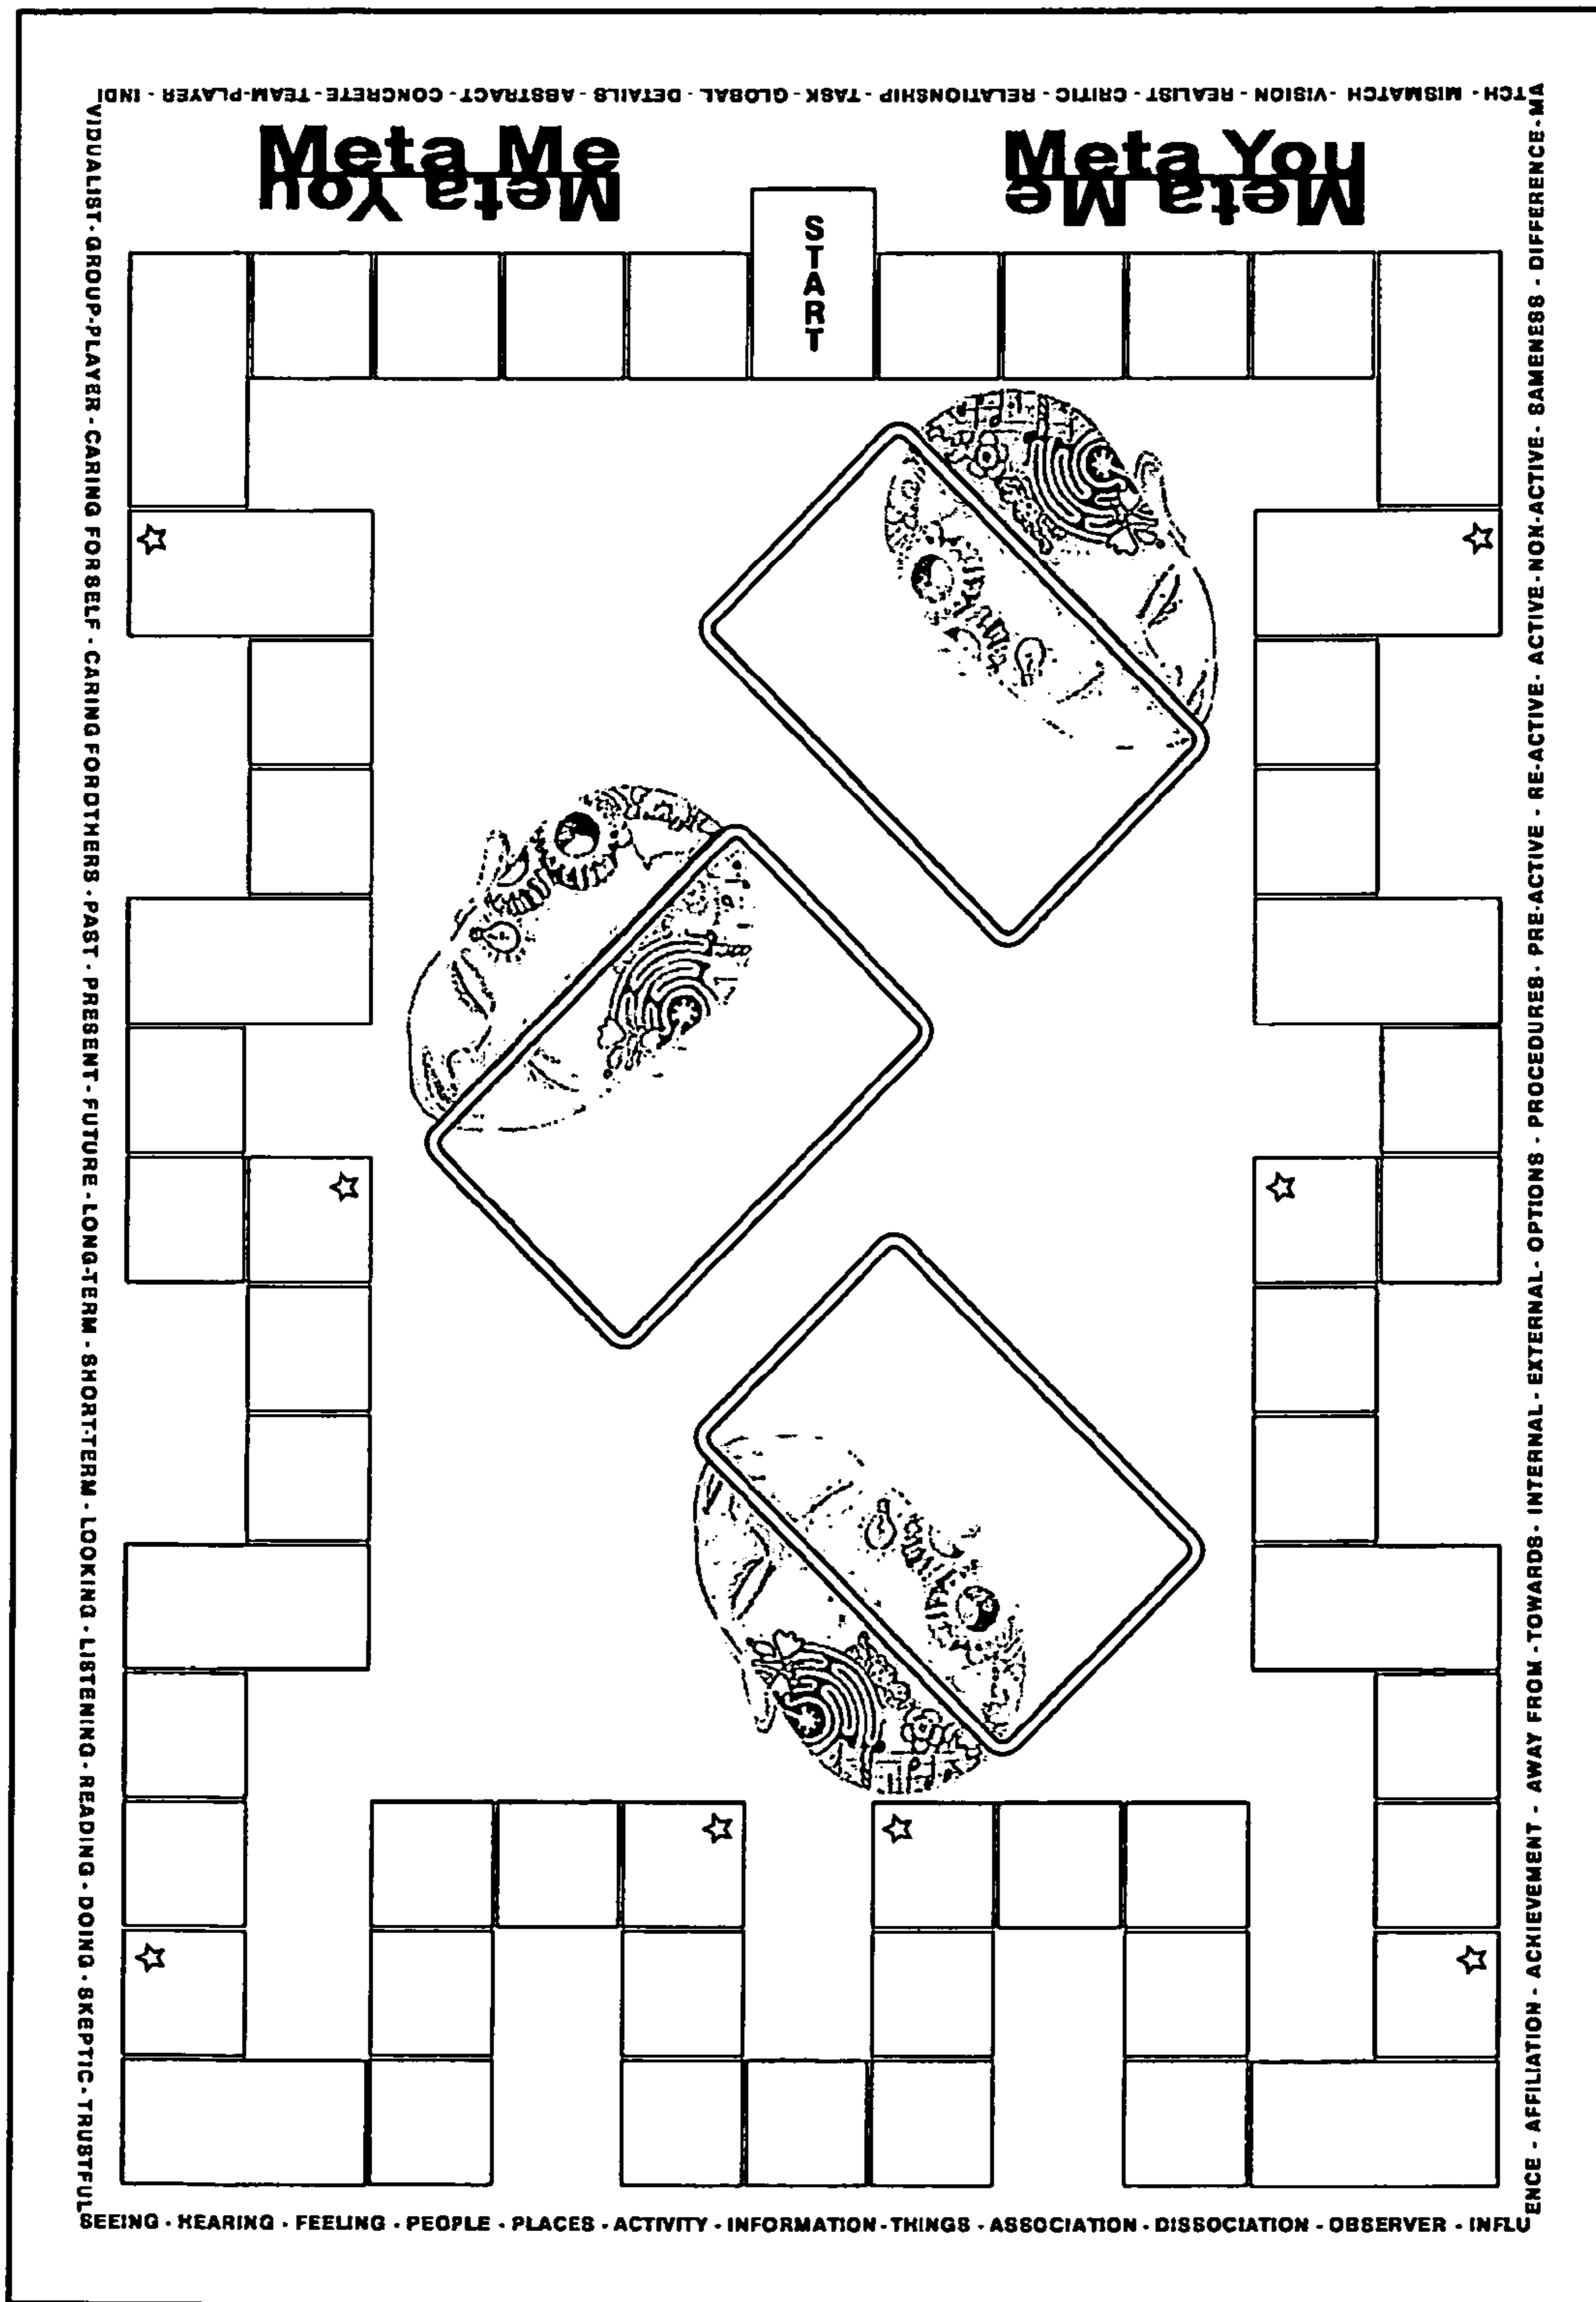 TCH - MISMATCH - VISION - REALIST - CRITIC - RELATIONSHIP - TASK - GLOBAL - DETAILS - ABSTRACT - CONCRETE - TEAM-PLAYER - INDI
VIDUALIST - GROUP-PLAYER - CARING FOR SELF - CARING FOR OTHERS - PAST - PRESENT - FUTURE - LONG-TERM - SHORT-TERM - LOOKING - LISTENING - READING - DOING - SKEPTIC - TRUSTFUL
Meta Me
Meta You
Meta You
Meta Me
START
SEEING - HEARING - FEELING - PEOPLE - PLACES - ACTIVITY - INFORMATION - THINGS - ASSOCIATION - DISSOCIATION - OBSERVER - INFLU
ENCE - AFFILIATION - ACHIEVEMENT - AWAY FROM - TOWARDS - INTERNAL - EXTERNAL - OPTIONS - PROCEDURES - PRE-ACTIVE - RE-ACTIVE - ACTIVE - NON-ACTIVE - SAMENESS - DIFFERENCE - MA